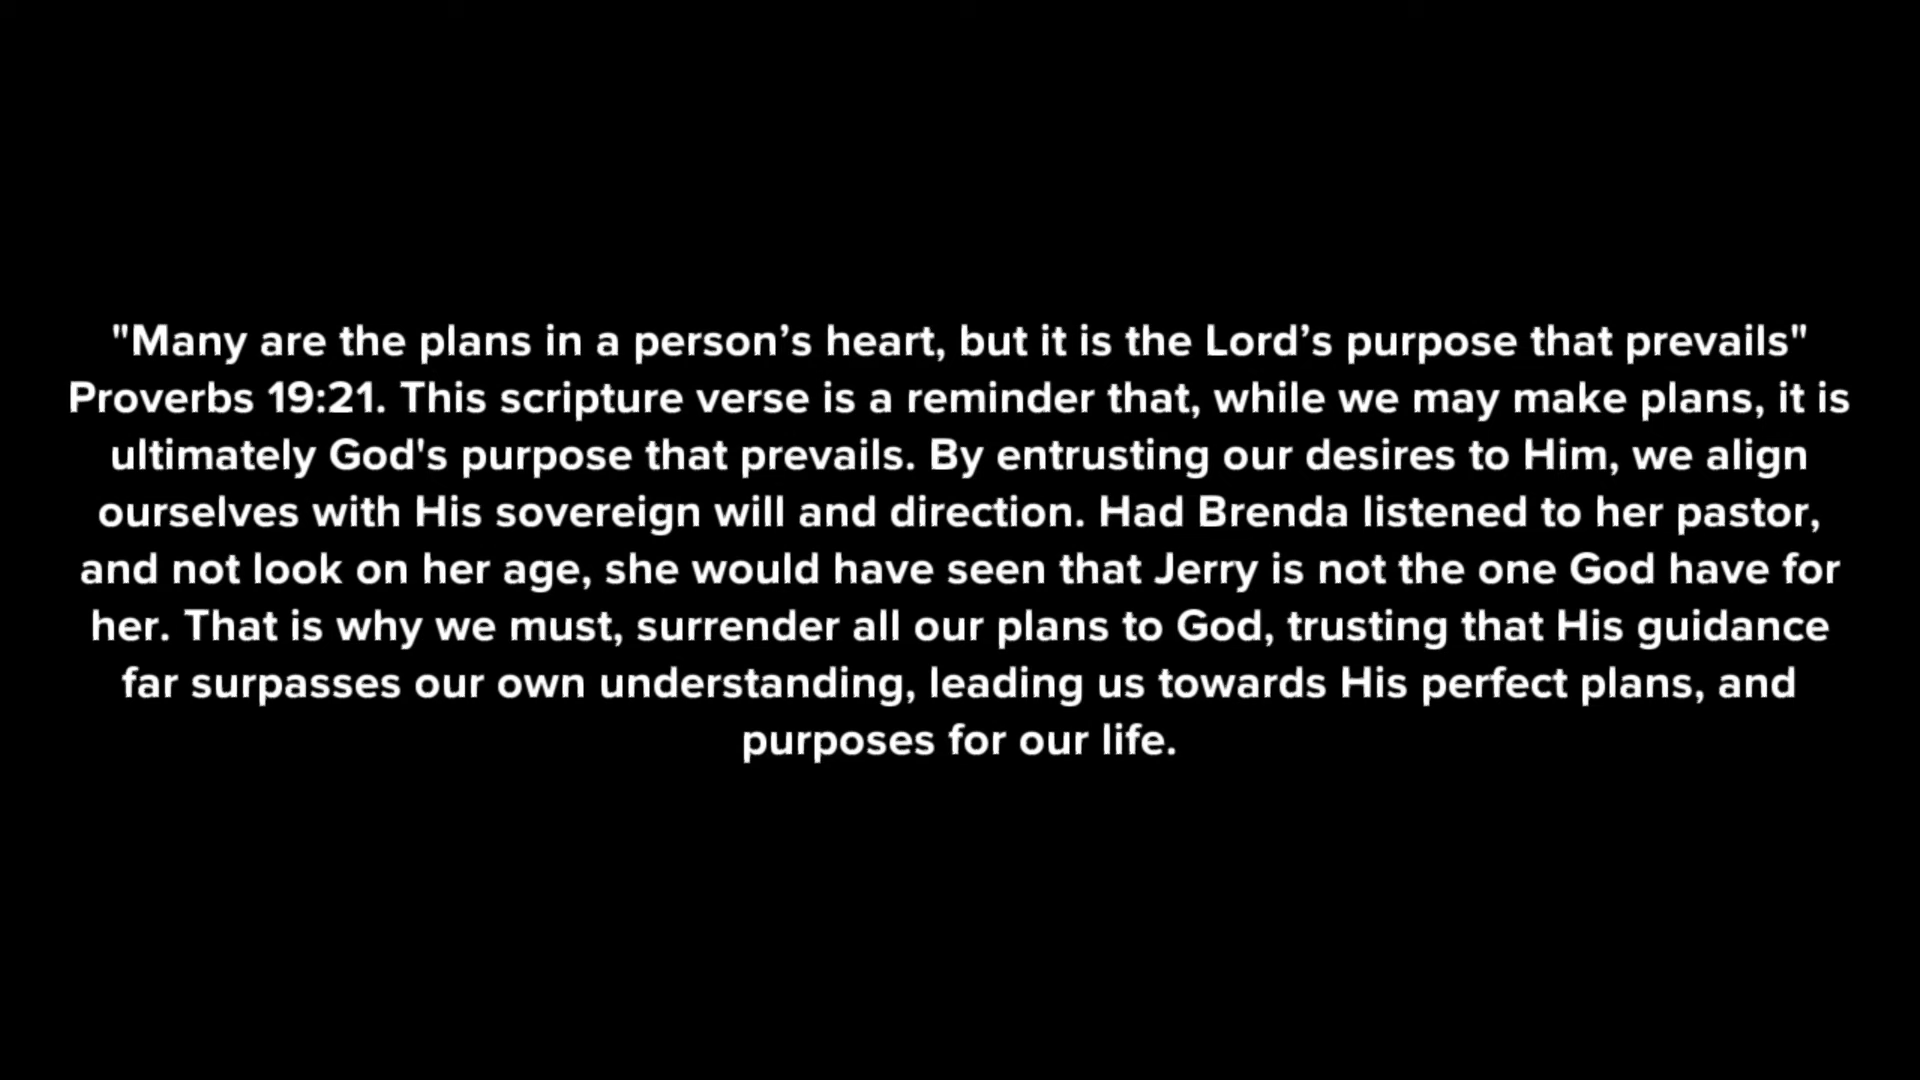 "Many are the plans in a person’s heart, but it is the Lord’s purpose that prevails"
Proverbs 19:21. This scripture verse is a reminder that, while we may make plans, it is
ultimately God's purpose that prevails. By entrusting our desires to Him, we align
ourselves with His sovereign will and direction. Had Brenda listened to her pastor,
and not look on her age, she would have seen that Jerry is not the one God have for
her. That is why we must, surrender all our plans to God, trusting that His guidance
far surpasses our own understanding, leading us towards His perfect plans, and
purposes for our life.